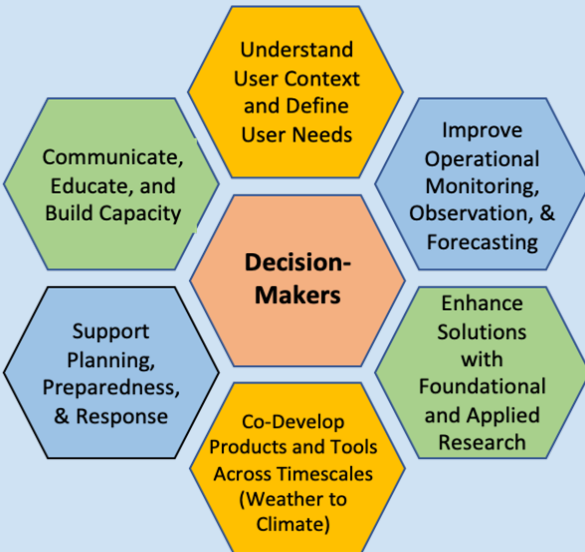 Understand
User Context
and Define
User Needs
Communicate,
Educate, and
Build Capacity
Improve
Operational
Monitoring,
Observation, &
Forecasting
Decision-
Makers
Support
Planning,
Preparedness,
& Response
Enhance
Solutions
with
Foundational
and Applied
Research
Co-Develop
Products and Tools
Across Timescales
(Weather to
Climate)